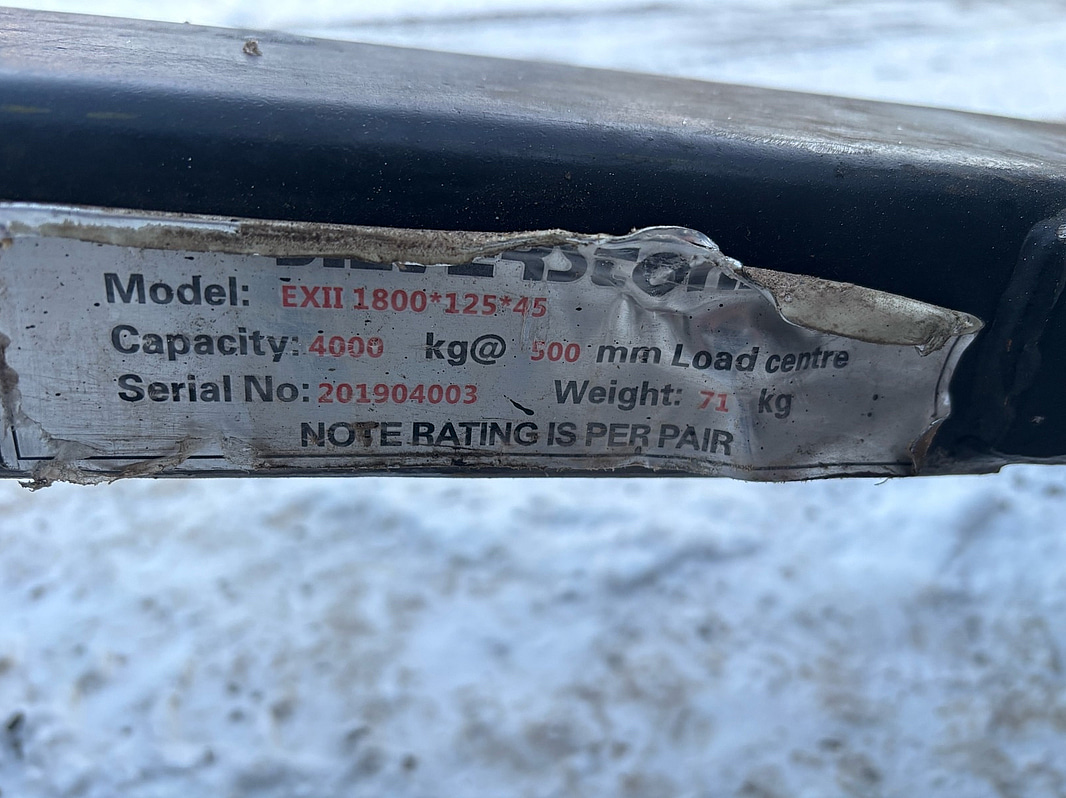 Model: EXII 1800*125*45
Capacity: 4000 kg@ 500 mm Load centre
Serial No: 201904003 Weight: 71 kg
NOTE RATING IS PER PAIR